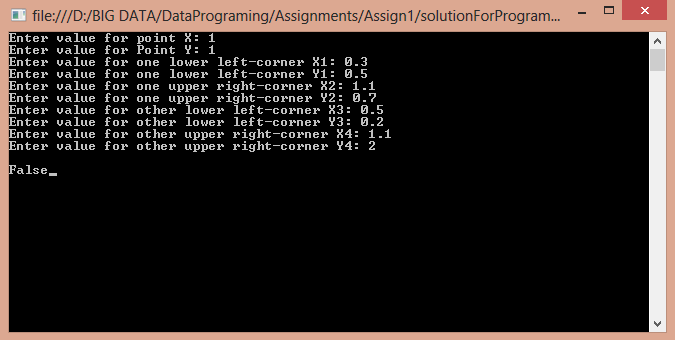 file:///D:/BIG DATA/DataPrograming/Assignments/Assign1/solutionForProgram...
Enter value for point X: 1
Enter value for Point Y: 1
Enter value for one lower left-corner X1: 0.3
Enter value for one lower left-corner Y1: 0.5
Enter value for one upper right-corner X2: 1.1
Enter value for one upper right-corner Y2: 0.7
Enter value for other lower left-corner X3: 0.5
Enter value for other lower left-corner Y3: 0.2
Enter value for other upper right-corner X4: 1.1
Enter value for other upper right-corner Y4: 2
False